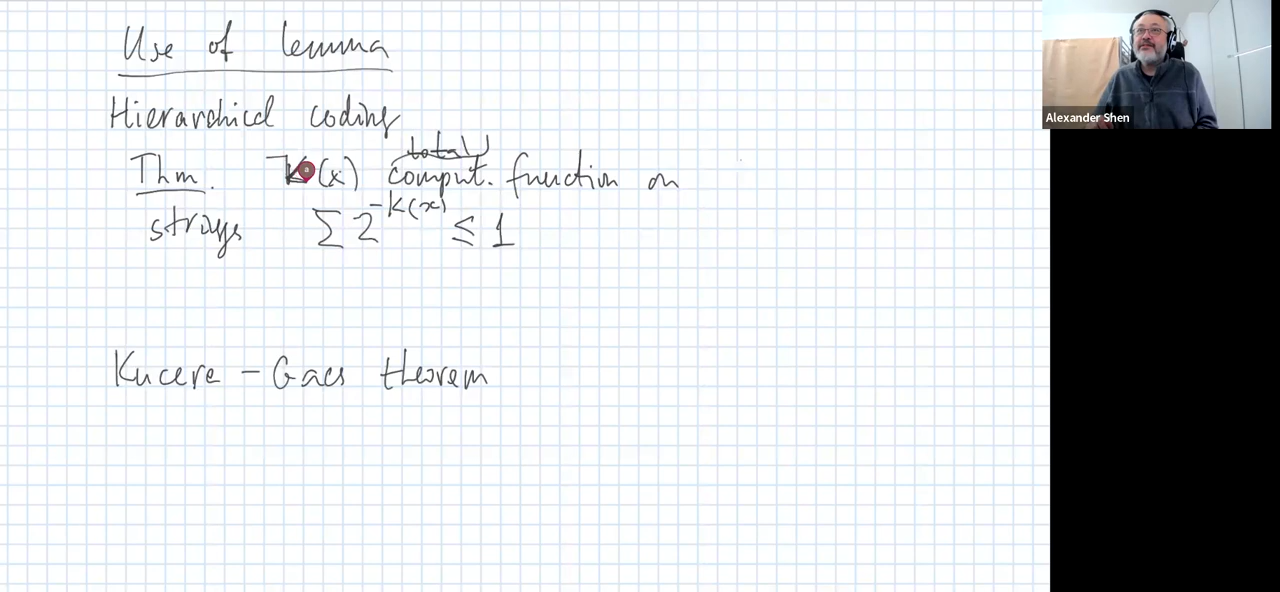 Use of lemma
Hierarchical coding
total
Thm. K(x) comput. function on
strings ∑ 2^{-K(x)} ≤ 1
Kucera - Gacs theorem
Alexander Shen